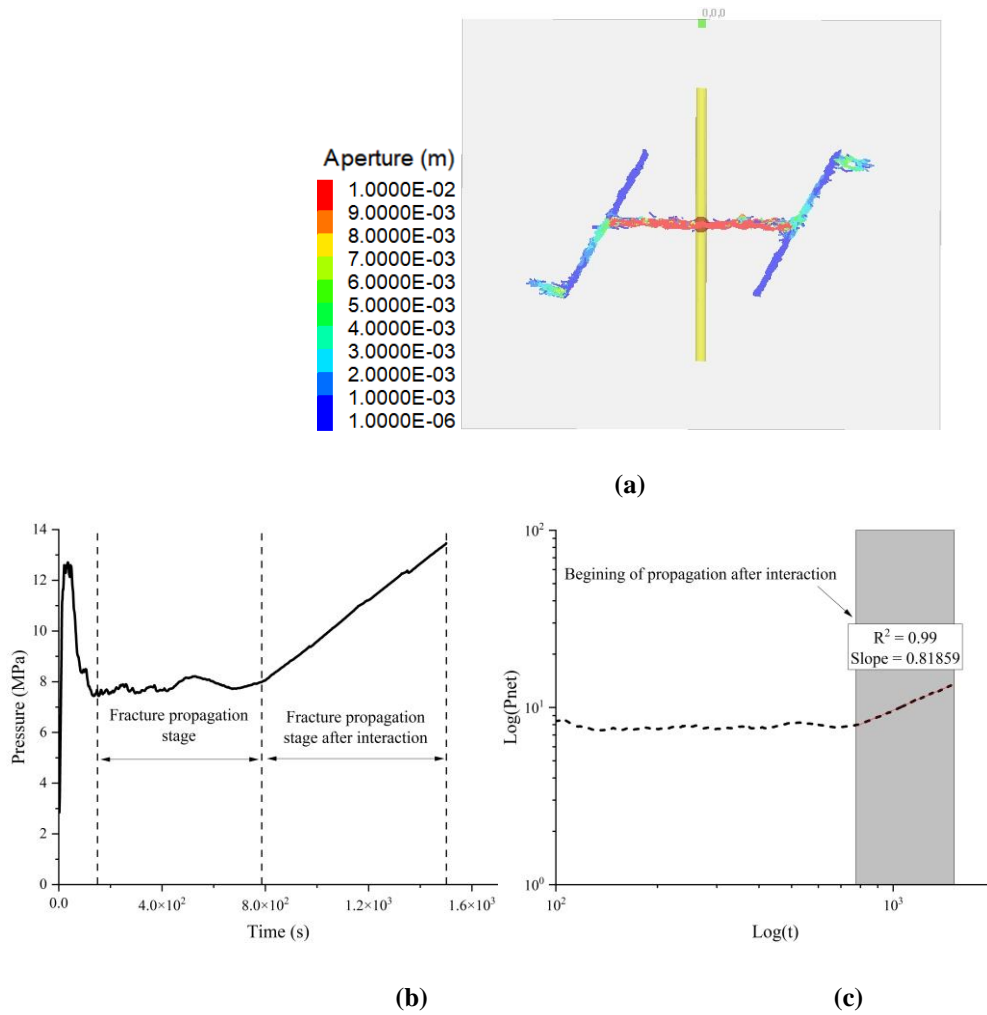 0,0,0
Aperture (m)
1.0000E-02
9.0000E-03
8.0000E-03
7.0000E-03
6.0000E-03
5.0000E-03
4.0000E-03
3.0000E-03
2.0000E-03
1.0000E-03
1.0000E-06
(a)
14
12
10
8
6
4
2
0
Pressure (MPa)
Fracture propagation
stage
Fracture propagation
stage after interaction
0.0
4.0×10²
8.0×10²
1.2×10³
1.6×10³
Time (s)
(b)
10²
10¹
10⁰
Log(Pnet)
Begining of propagation after interaction
R² = 0.99
Slope = 0.81859
10²
10³
Log(t)
(c)